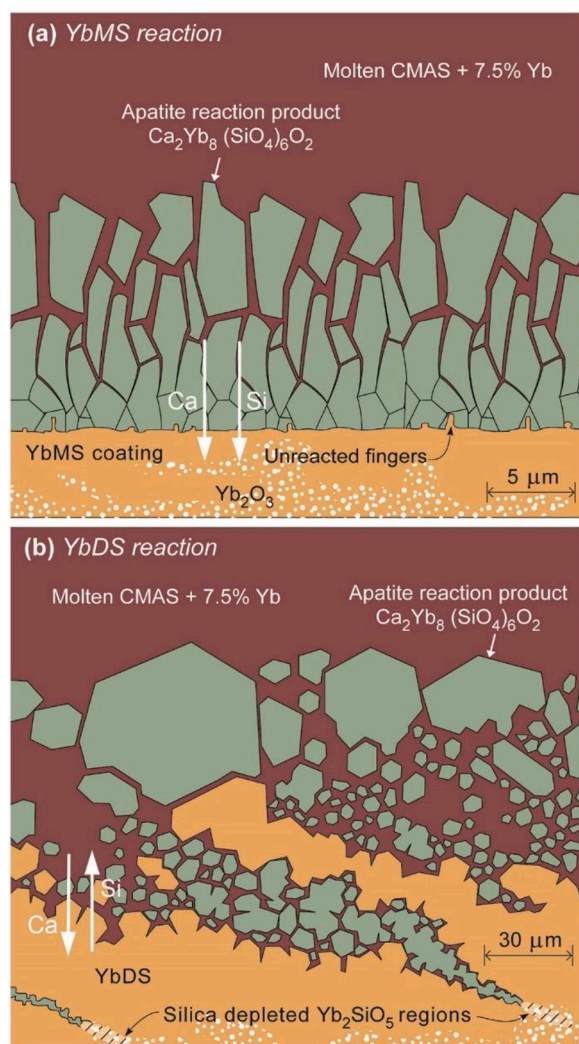 (a) YbMS reaction
Molten CMAS + 7.5% Yb
Apatite reaction product
Ca₂Yb₈ (SiO₄)₆O₂
Ca
Si
YbMS coating
Unreacted fingers
Yb₂O₃
5 μm
(b) YbDS reaction
Molten CMAS + 7.5% Yb
Apatite reaction product
Ca₂Yb₈ (SiO₄)₆O₂
Si
Ca
30 μm
YbDS
Silica depleted Yb₂SiO₅ regions